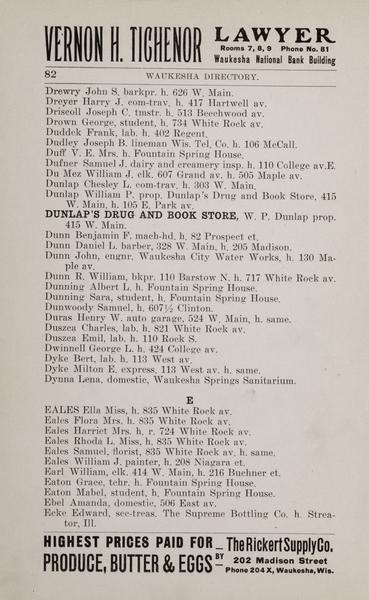 VERNON H. TICHENOR LAWYER
Rooms 7, 8, 9 Phone No. 81
Waukesha National Bank Building
82 WAUKESHA DIRECTORY.
Drewry John S. barkpr. h. 626 W. Main.
Dreyer Harry J. com-trav. h. 417 Hartwell av.
Driscoll Joseph C. tmstr. h. 513 Beechwood av.
Drown George, student, h. 734 White Rock av.
Duddek Frank, lab. h. 402 Regent.
Dudley Joseph B. lineman Wis. Tel. Co. h. 106 McCall.
Duff V. E. Mrs. h. Fountain Spring House.
Dufner Samuel J. dairy and creamery insp. h. 110 College av.E.
Du Mez William J. elk. 607 Grand av. h. 505 Maple av.
Dunlap Chesley L. com-trav. h. 303 W. Main.
Dunlap William P. prop. Dunlap's Drug and Book Store, 415
W. Main, h. 105 E. Park av.
DUNLAP'S DRUG AND BOOK STORE, W. P. Dunlap prop.
415 W. Main.
Dunn Benjamin F. mach-hd. h. 82 Prospect ct.
Dunn Daniel L. barber, 328 W. Main, h. 205 Madison.
Dunn John, engnr. Waukesha City Water Works, h. 130 Ma-
ple av.
Dunn R. William, bkpr. 110 Barstow N. h. 717 White Rock av.
Dunning Albert L. h. Fountain Spring House.
Dunning Sara, student, h. Fountain Spring House.
Dunwoody Samuel, h. 607½ Clinton.
Duras Henry W. auto garage, 524 W. Main, h. same.
Duszea Charles, lab. h. 821 White Rock av.
Duszea Emil, lab. h. 110 Rock S.
Dwinnell George L. h. 424 College av.
Dyke Bert, lab. h. 113 West av.
Dyke Milton E. express, 113 West av. h. same.
Dynna Lena, domestic, Waukesha Springs Sanitarium.
E
EALES Ella Miss, h. 835 White Rock av.
Eales Flora Mrs. h. 835 White Rock av.
Eales Harriet Mrs. h. r. 724 White Rock av.
Eales Rhoda L. Miss, h. 835 White Rock av.
Eales Samuel, florist, 835 White Rock av. h. same.
Eales William J. painter, h. 208 Niagara ct.
Earl William, elk. 414 W. Main, h. 216 Buchner ct.
Eaton Grace, tchr. h. Fountain Spring House.
Eaton Mabel, student, h. Fountain Spring House.
Ebel Amanda, domestic, 506 East av.
Ecke Edward, sec-treas. The Supreme Bottling Co. h. Strea-
tor, Ill.
HIGHEST PRICES PAID FOR
PRODUCE, BUTTER & EGGS
BY
The Rickert Supply Co.
202 Madison Street
Phone 204 X, Waukesha, Wis.